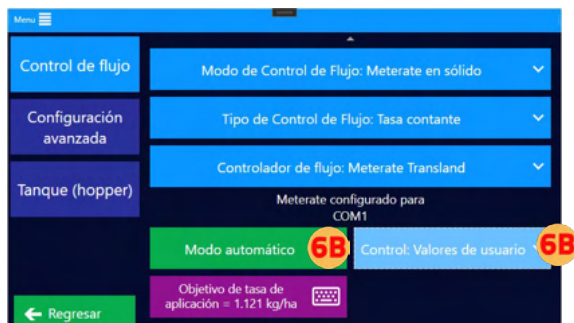 Menu
Control de flujo
Modo de Control de Flujo: Meterate en sólido
Configuración
avanzada
Tipo de Control de Flujo: Tasa contante
Controlador de flujo: Meterate Transland
Tanque (hopper)
Meterate configurado para
COM1
Modo automático 6B
Control: Valores de usuario 6B
Objetivo de tasa de
aplicación = 1.121 kg/ha
Regresar